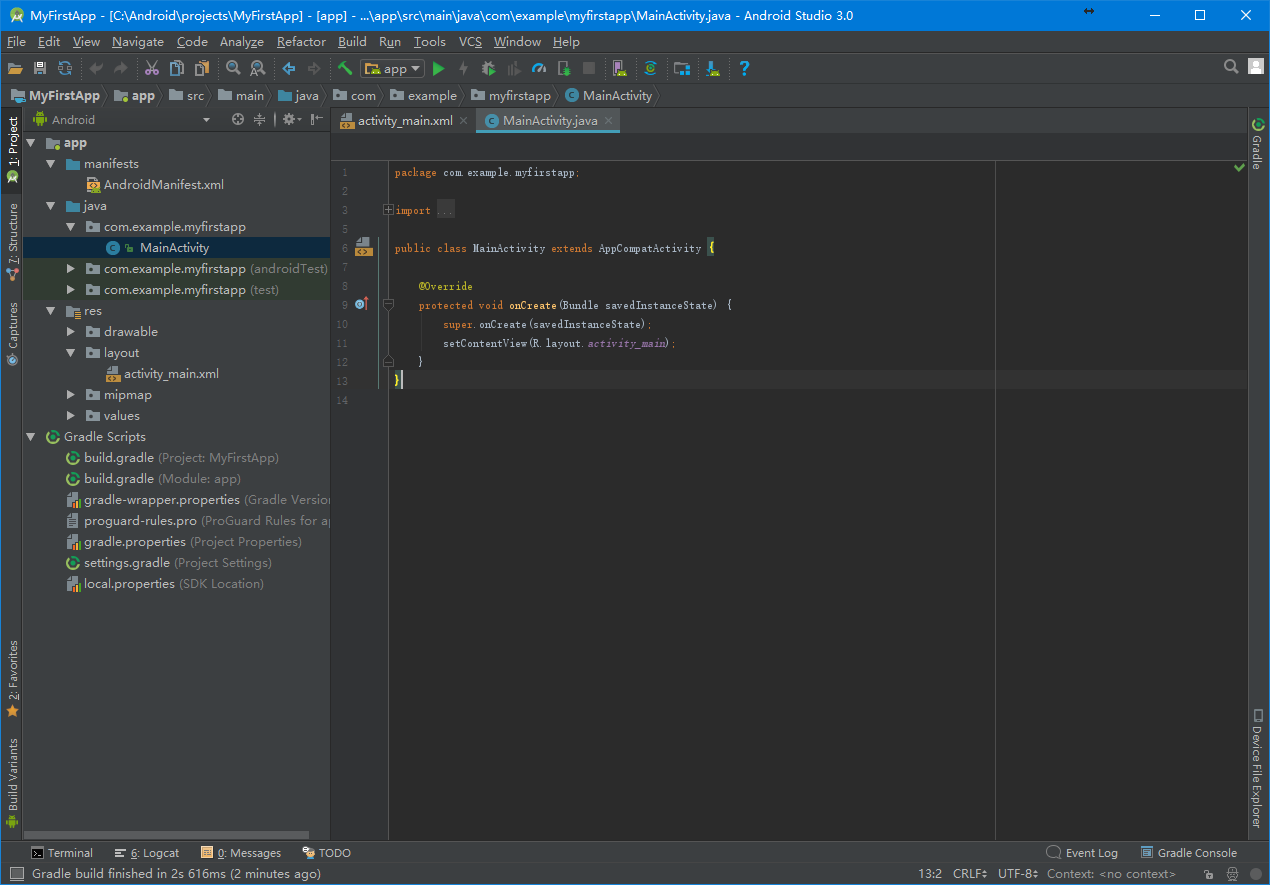 MyFirstApp - [C:\Android\projects\MyFirstApp] - [app] - ...\app\src\main\java\com\example\myfirstapp\MainActivity.java - Android Studio 3.0
File Edit View Navigate Code Analyze Refactor Build Run Tools VCS Window Help
app
MyFirstApp app src main java com example myfirstapp MainActivity
Android
activity_main.xml MainActivity.java
1: Project
7: Structure
Captures
2: Favorites
Build Variants
app
manifests
AndroidManifest.xml
java
com.example.myfirstapp
MainActivity
com.example.myfirstapp (androidTest)
com.example.myfirstapp (test)
res
drawable
layout
activity_main.xml
mipmap
values
Gradle Scripts
build.gradle (Project: MyFirstApp)
build.gradle (Module: app)
gradle-wrapper.properties (Gradle Version
proguard-rules.pro (ProGuard Rules for ap
gradle.properties (Project Properties)
settings.gradle (Project Settings)
local.properties (SDK Location)
1 package com.example.myfirstapp;
2
3 import ...
5
6 public class MainActivity extends AppCompatActivity {
7
8 @Override
9 protected void onCreate(Bundle savedInstanceState) {
10 super.onCreate(savedInstanceState);
11 setContentView(R.layout.activity_main);
12 }
13 }
14
Gradle
Device File Explorer
Terminal 6: Logcat 0: Messages TODO Event Log Gradle Console
Gradle build finished in 2s 616ms (2 minutes ago) 13:2 CRLF UTF-8 Context: <no context>